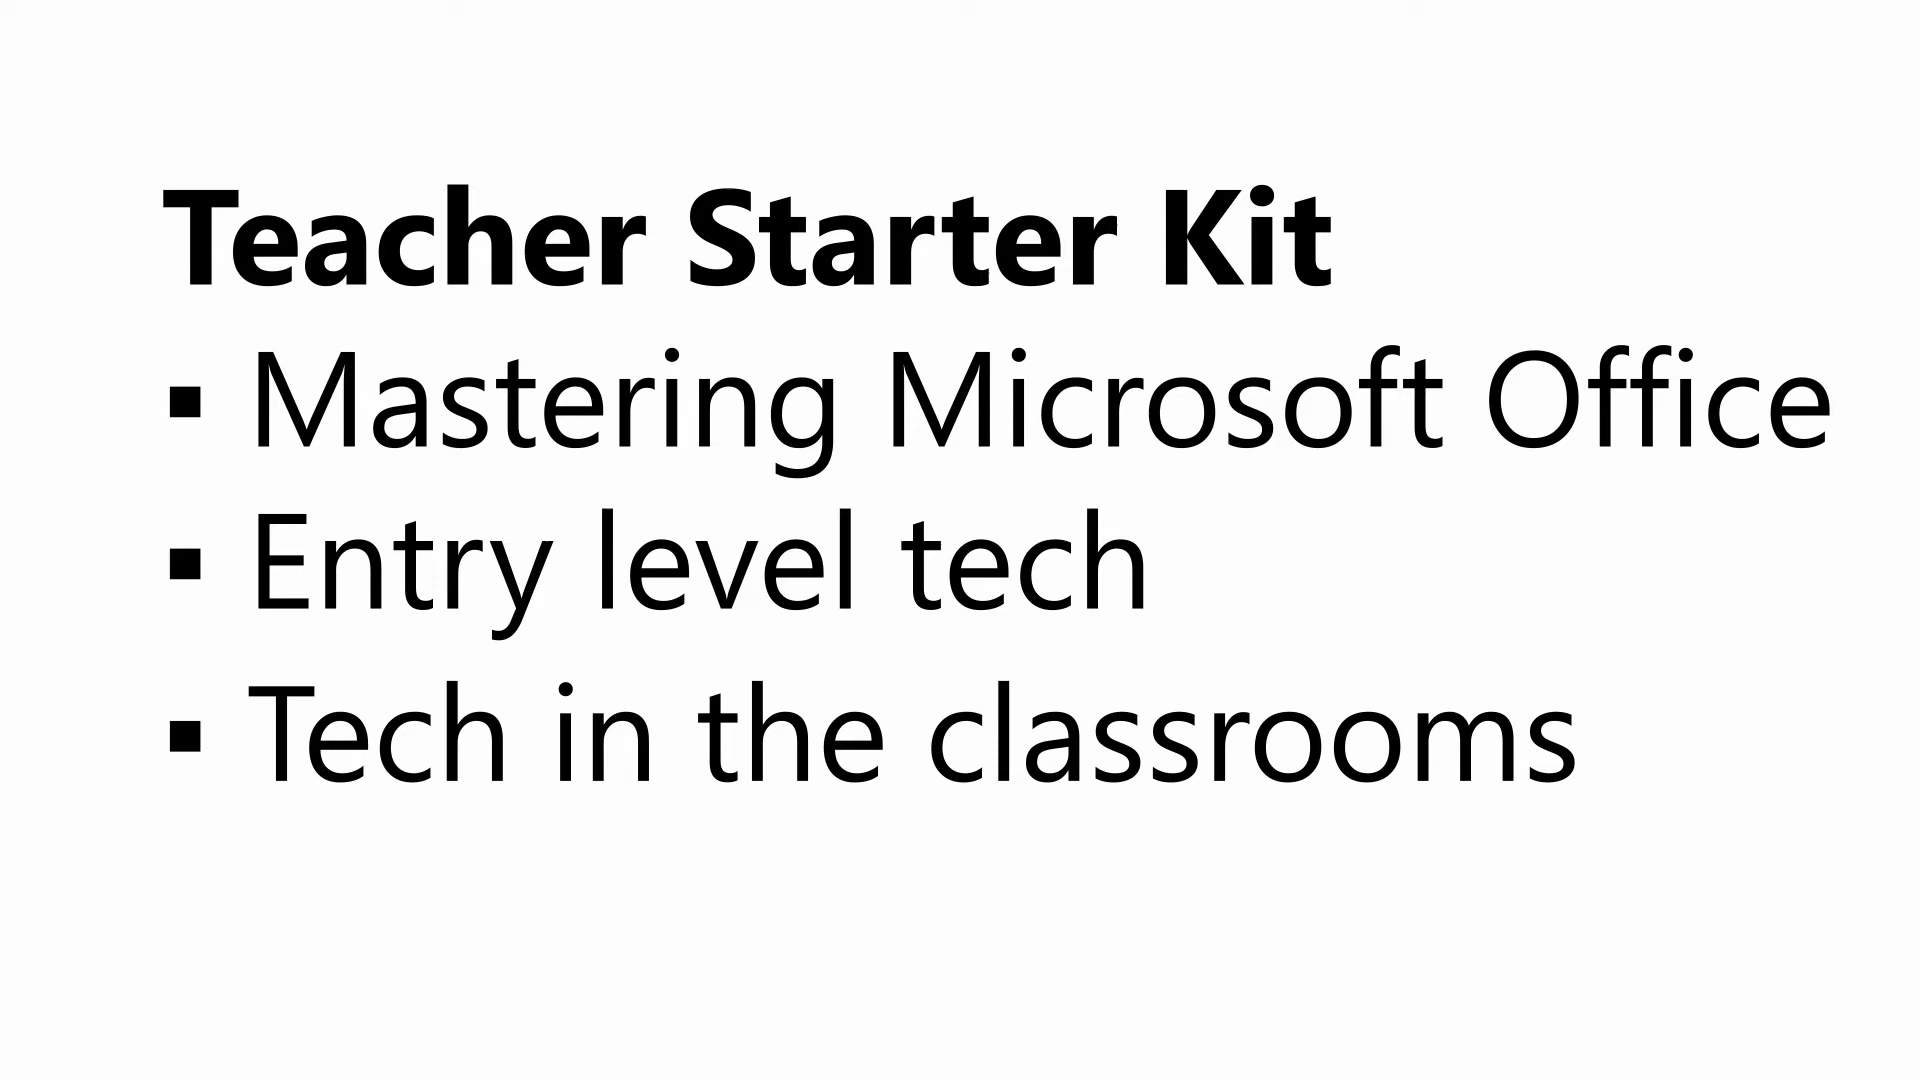 Teacher Starter Kit
▪ Mastering Microsoft Office
▪ Entry level tech
▪ Tech in the classrooms